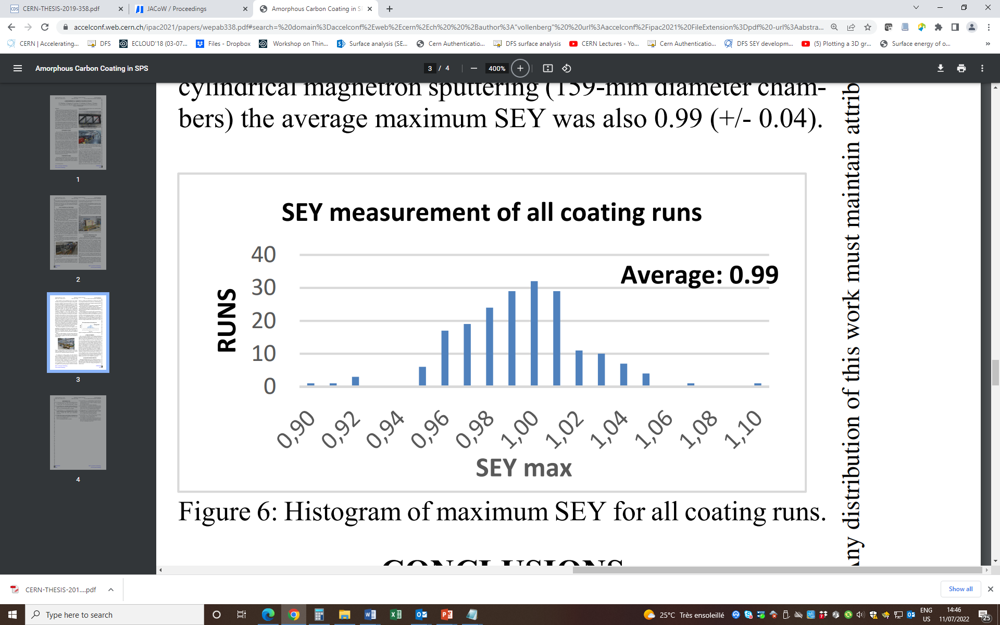 CERN-THESIS-2019-358.pdf
JACoW / Proceedings
Amorphous Carbon Coating in S
accelconf.web.cern.ch/ipac2021/papers/wepab338.pdf#search=%20domain%3Daccelconf%2Eweb%2Ecern%2Ech%20%20%2Bauthor%3A"vollenberg"%20%20url%3Aaccelconf%2Fipac2021%20FileExtension%3Dpdf%20-url%3Aabstra...
CERN | Accelerating...
DFS
ECLOUD'18 (03-07...
Files - Dropbox
Workshop on Thin...
Surface analysis (SE...
Cern Authenticatio...
DFS surface analysis
CERN Lectures - Yo...
Cern Authenticatio...
DFS SEY developm...
(5) Plotting a 3D gr...
Surface energy of o...
»
Amorphous Carbon Coating in SPS
3 / 4
400%
1
2
3
4
cylindrical magnetron sputtering (159-mm diameter cham-
bers) the average maximum SEY was also 0.99 (+/- 0.04).
SEY measurement of all coating runs
Average: 0.99
RUNS
40
30
20
10
0
0,90
0,92
0,94
0,96
0,98
1,00
1,02
1,04
1,06
1,08
1,10
SEY max
Figure 6: Histogram of maximum SEY for all coating runs.
CONCLUSIONS
Any distribution of this work must maintain attrib
CERN-THESIS-201....pdf
Show all
Type here to search
25°C Très ensoleillé
ENG
US
14:46
11/07/2022
25